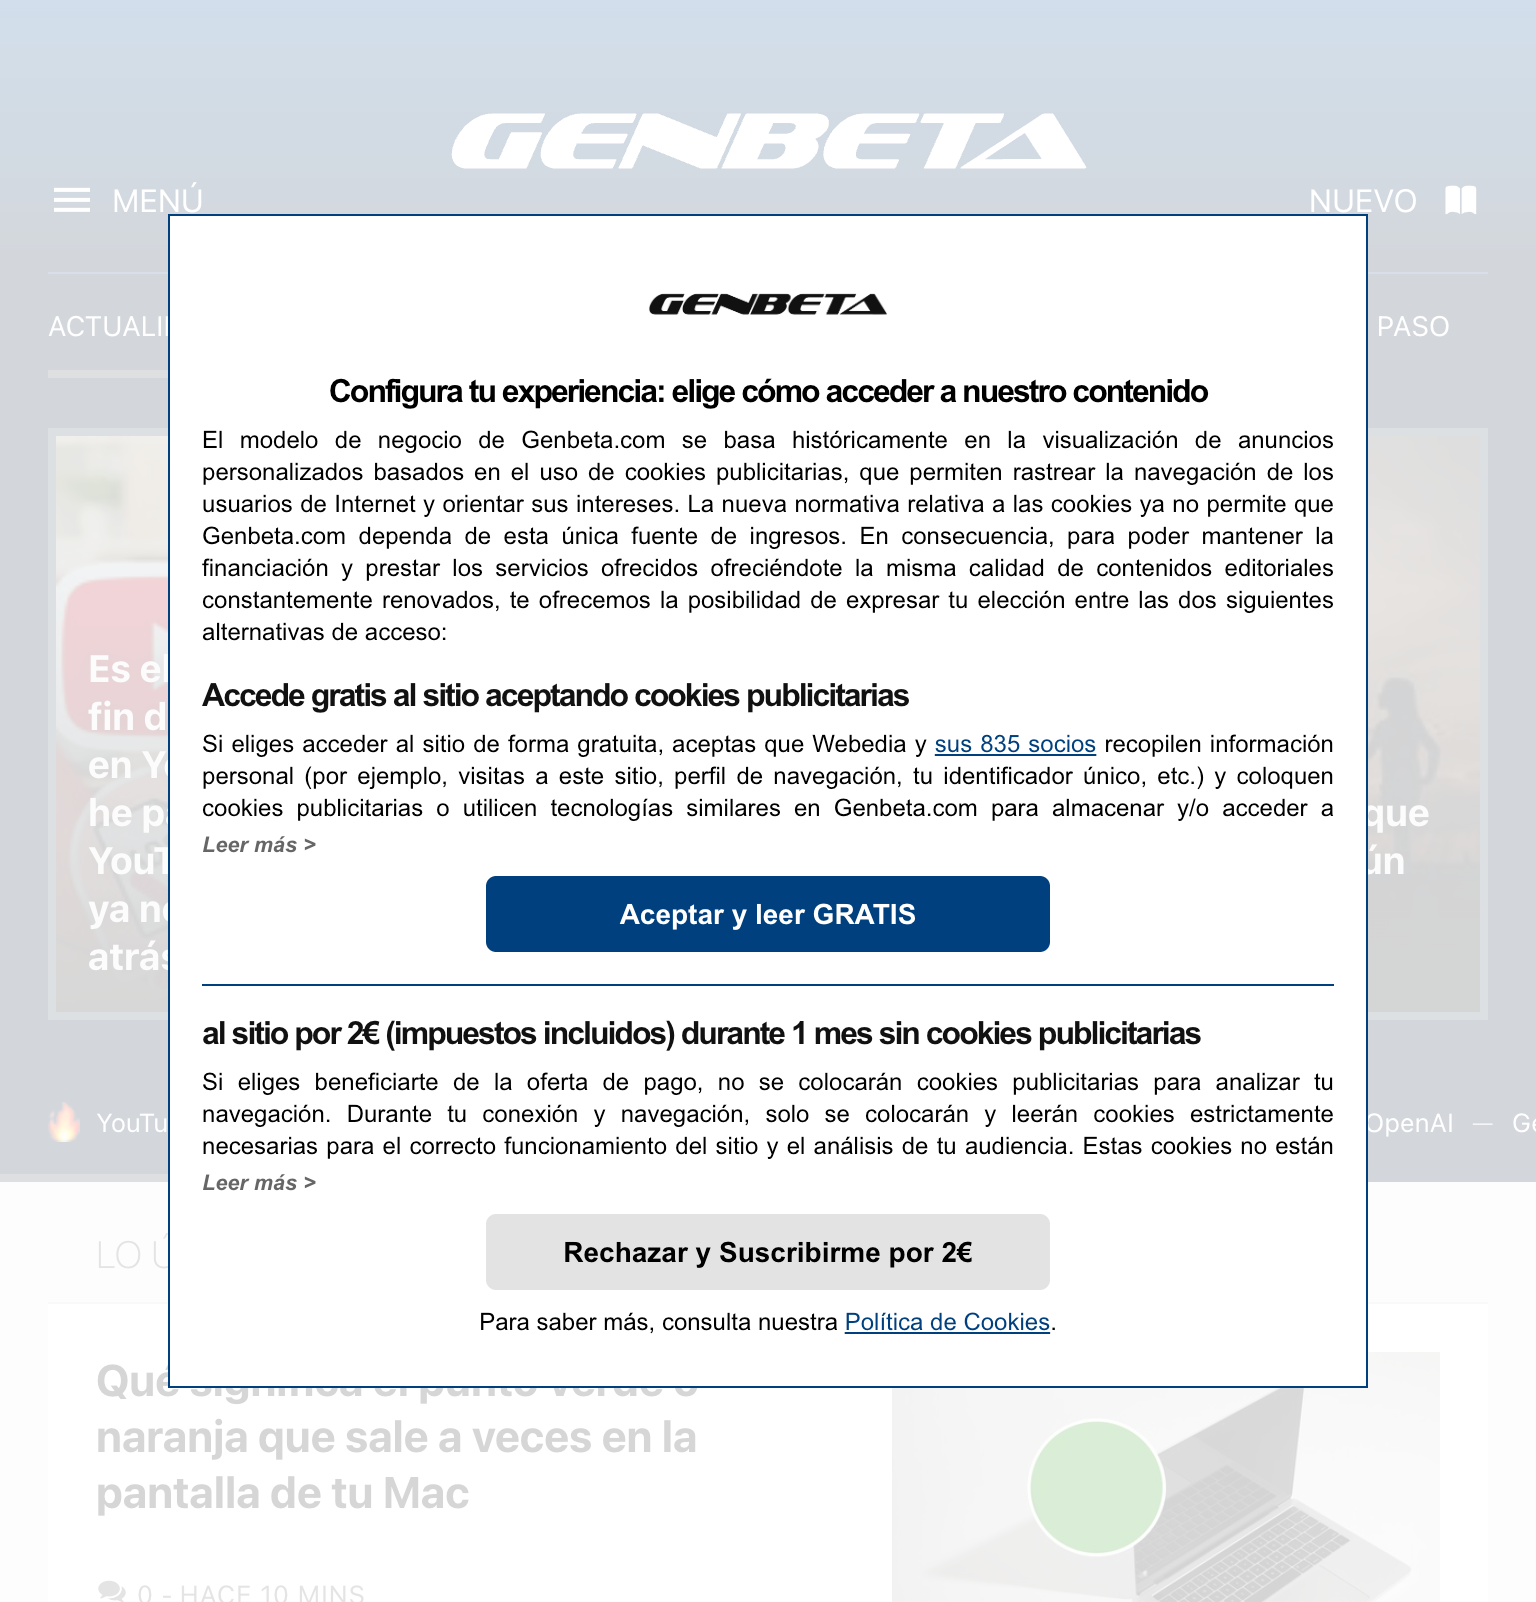 GENBETA
MENÚ
NUEVO
ACTUALI
PASO
GENBETA
Configura tu experiencia: elige cómo acceder a nuestro contenido
El modelo de negocio de Genbeta.com se basa históricamente en la visualización de anuncios
personalizados basados en el uso de cookies publicitarias, que permiten rastrear la navegación de los
usuarios de Internet y orientar sus intereses. La nueva normativa relativa a las cookies ya no permite que
Genbeta.com dependa de esta única fuente de ingresos. En consecuencia, para poder mantener la
financiación y prestar los servicios ofrecidos ofreciéndote la misma calidad de contenidos editoriales
constantemente renovados, te ofrecemos la posibilidad de expresar tu elección entre las dos siguientes
alternativas de acceso:
Accede gratis al sitio aceptando cookies publicitarias
Si eliges acceder al sitio de forma gratuita, aceptas que Webedia y sus 835 socios recopilen información
personal (por ejemplo, visitas a este sitio, perfil de navegación, tu identificador único, etc.) y coloquen
cookies publicitarias o utilicen tecnologías similares en Genbeta.com para almacenar y/o acceder a
Leer más >
Aceptar y leer GRATIS
al sitio por 2€ (impuestos incluidos) durante 1 mes sin cookies publicitarias
Si eliges beneficiarte de la oferta de pago, no se colocarán cookies publicitarias para analizar tu
navegación. Durante tu conexión y navegación, solo se colocarán y leerán cookies estrictamente
necesarias para el correcto funcionamiento del sitio y el análisis de tu audiencia. Estas cookies no están
Leer más >
Rechazar y Suscribirme por 2€
Para saber más, consulta nuestra Política de Cookies.
Es el
fin d
en Yo
he pa
YouT
ya no
atrás
que
ún
YouTu
OpenAI — Ge
LO Ú
Qué significa el punto verde o
naranja que sale a veces en la
pantalla de tu Mac
0 - HACE 10 MINS